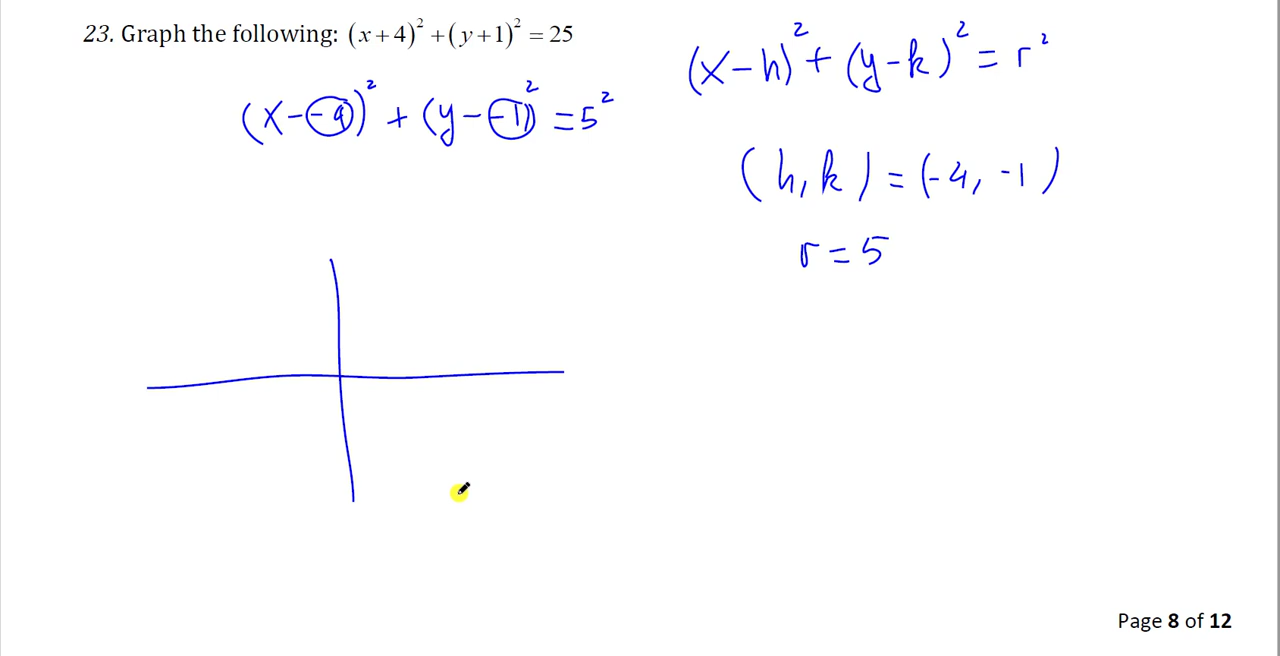 23. Graph the following: (x+4)² +(y+1)² = 25
(x--4)² + (y--1)² = 5²
(x-h)² + (y-k)² = r²
(h, k) = (-4, -1)
r = 5
Page 8 of 12